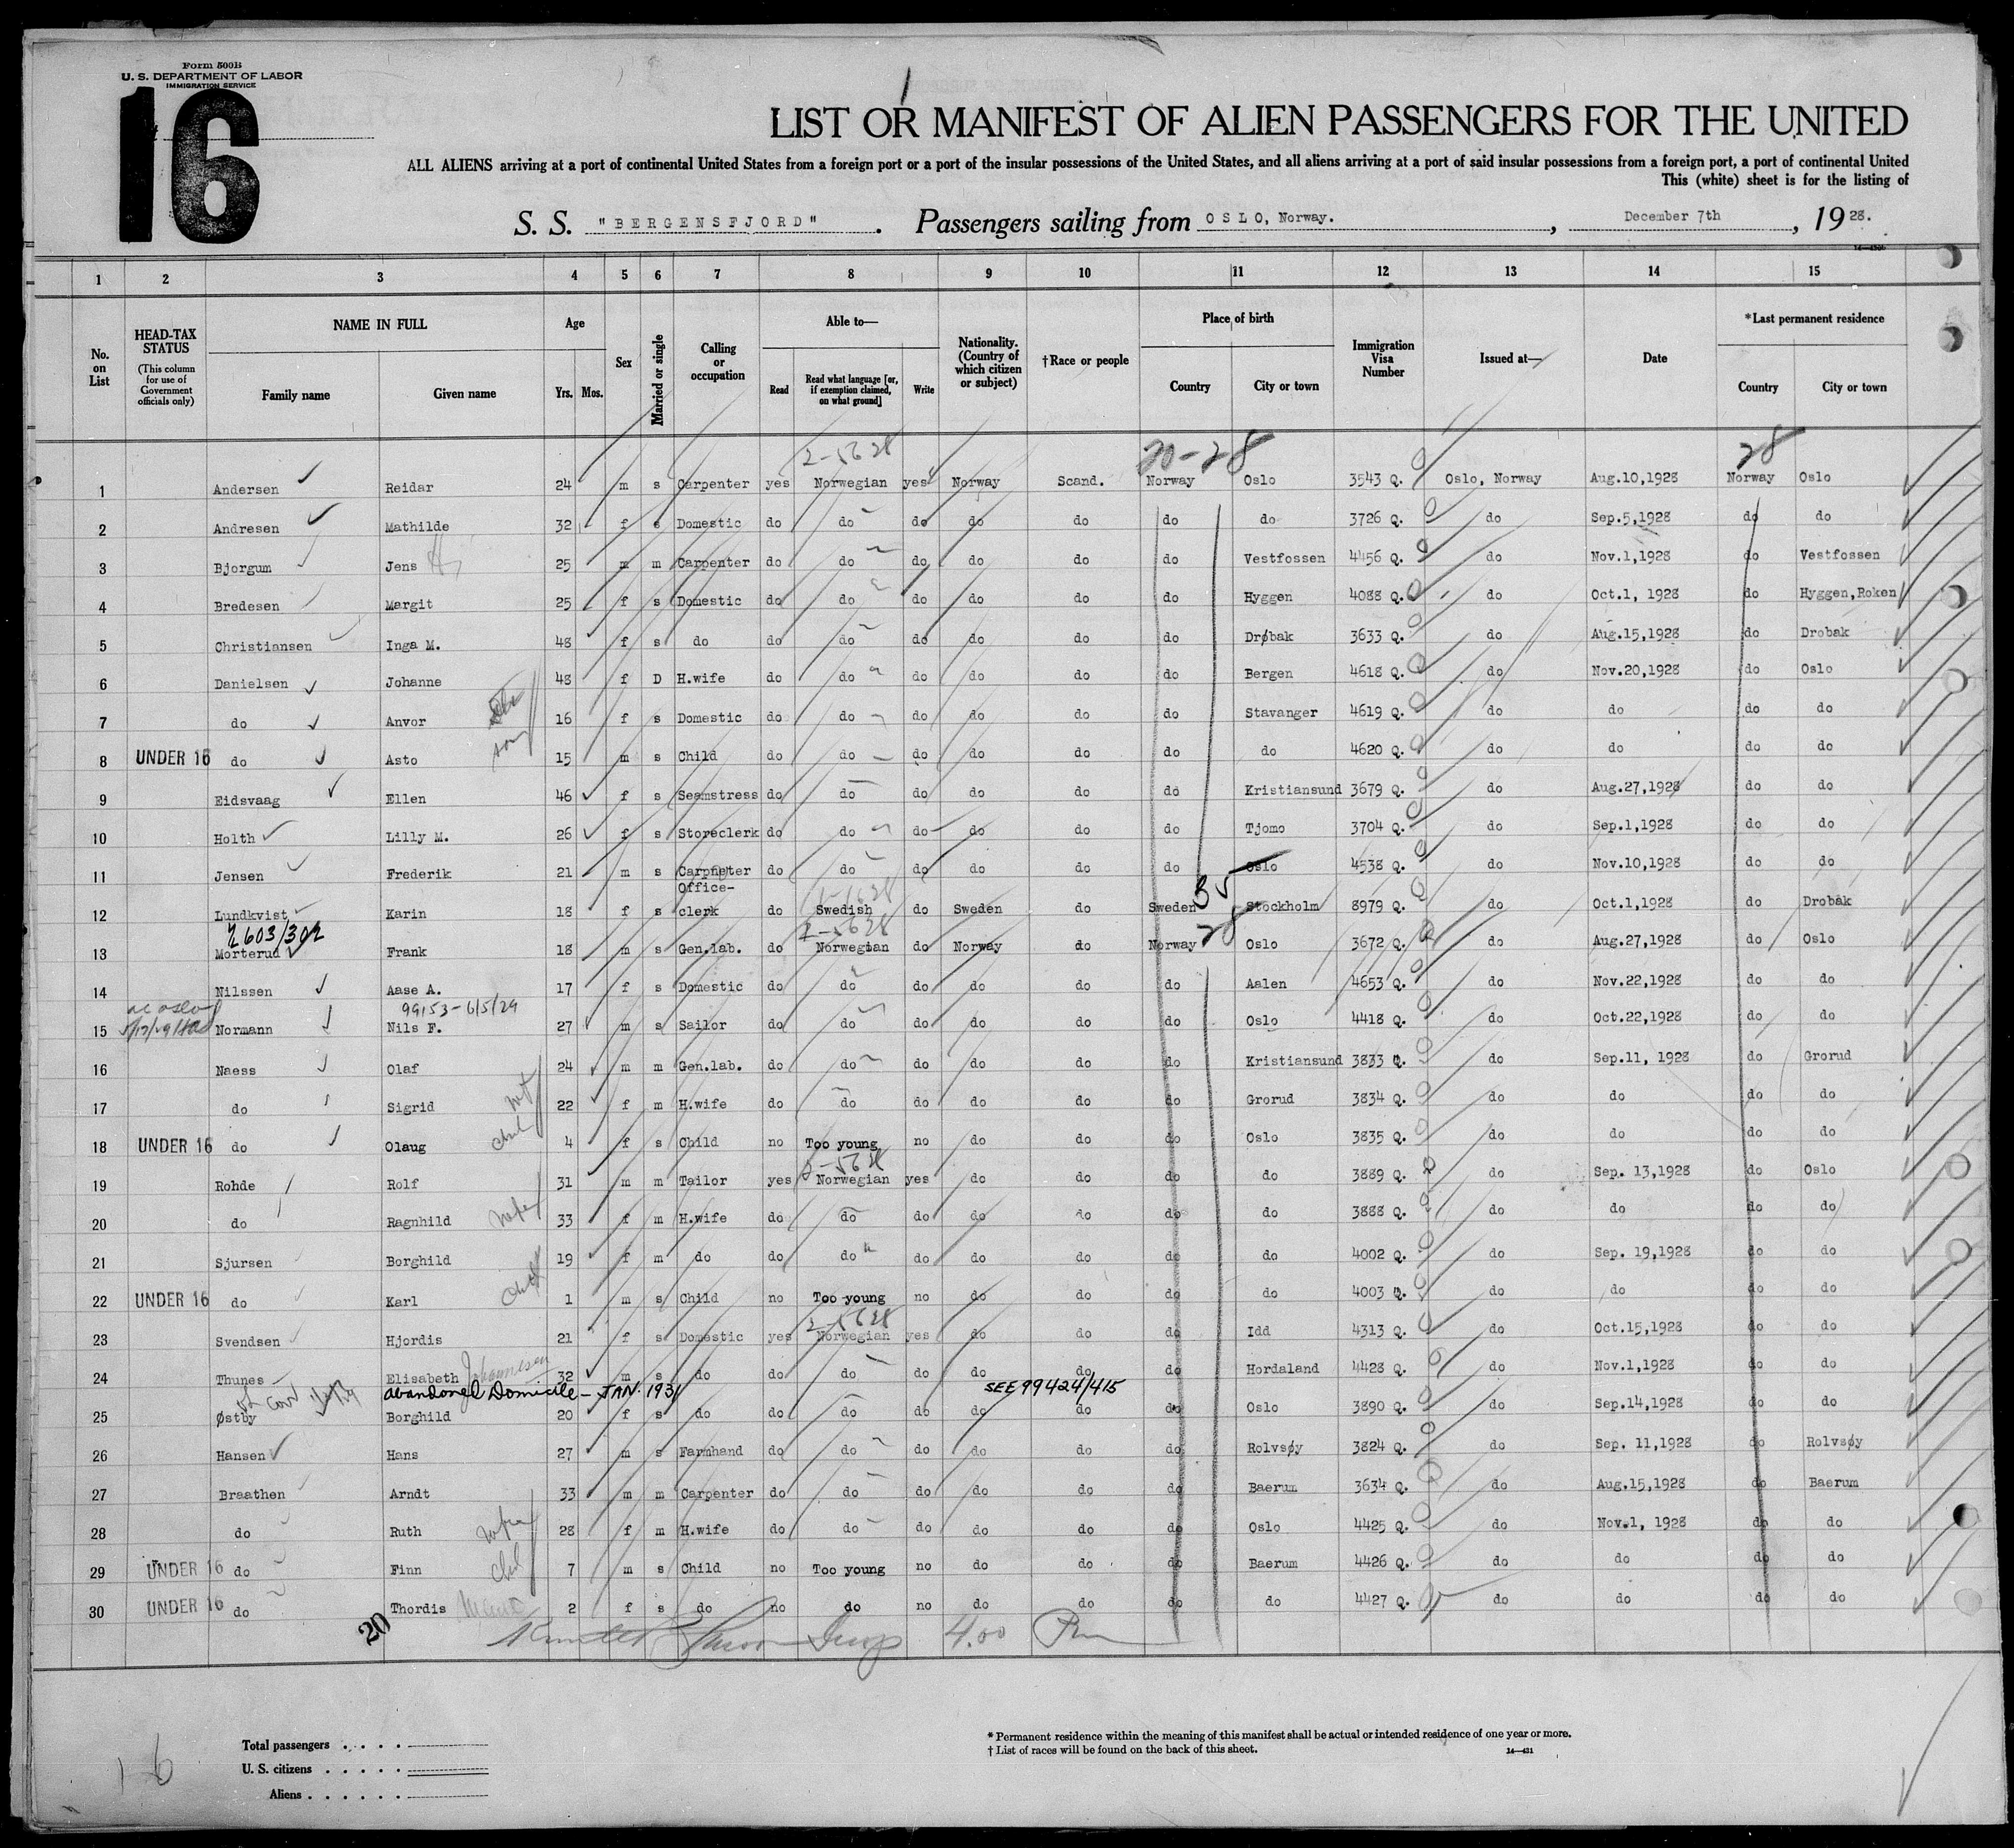 Form 500B
U. S. DEPARTMENT OF LABOR
IMMIGRATION SERVICE
16
LIST OR MANIFEST OF ALIEN PASSENGERS FOR THE UNITED
ALL ALIENS arriving at a port of continental United States from a foreign port or a port of the insular possessions of the United States, and all aliens arriving at a port of said insular possessions from a foreign port, a port of continental United
This (white) sheet is for the listing of
S. S. "BERGENSFJORD". Passengers sailing from OSLO, Norway. , December 7th , 1928.
1 2 3 4 5 6 7 8 9 10 11 12 13 14 15
No. on List HEAD-TAX STATUS (This column for use of Government officials only) NAME IN FULL Family name Given name Age Yrs. Mos. Sex Married or single Calling or occupation Able to— Read Read what language [or, if exemption claimed, on what ground] Write Nationality. (Country of which citizen or subject) †Race or people Place of birth Country City or town Immigration Visa Number Issued at— Date *Last permanent residence Country City or town
2-5628 20-28 28
1 Andersen Reidar 24 m s Carpenter yes Norwegian yes Norway Scand. Norway Oslo 3543 Q. Oslo, Norway Aug.10,1928 Norway Oslo
2 Andresen Mathilde 32 f s Domestic do do do do do do do 3726 Q. do Sep.5,1928 do do
3 Bjorgum Jens 25 m m Carpenter do do do do do do Vestfossen 4456 Q. do Nov.1,1928 do Vestfossen
4 Bredesen Margit 25 f s Domestic do do do do do do Hyggen 4088 Q. do Oct.1, 1928 do Hyggen,Roken
5 Christiansen Inga M. 48 f s do do do do do do do Drøbak 3633 Q. do Aug.15,1928 do Drobak
6 Danielsen Johanne 48 f D H.wife do do do do do do Bergen 4618 Q. do Nov.20,1928 do Oslo
7 do Anvor 16 f s Domestic do do do do do do Stavanger 4619 Q. do do do do
8 UNDER 16 do Asto son 15 m s Child do do do do do do do 4620 Q. do do do do
9 Eidsvaag Ellen 46 f s Seamstress do do do do do do Kristiansund 3679 Q. do Aug.27,1928 do do
10 Holth Lilly M. 26 f s Storeclerk do do do do do do Tjomo 3704 Q. do Sep.1,1928 do do
11 Jensen Frederik 21 m s Carpneter do do do do do do Oslo 4538 Q. do Nov.10,1928 do do
Office- 1-1628 35
12 Lundkvist Karin 18 f s clerk do Swedish do Sweden do Sweden Stockholm 8979 Q. do Oct.1,1928 do Drobak
2603/302 2-5628 28
13 Morterud Frank 18 m s Gen.lab. do Norwegian do Norway do Norway Oslo 3672 Q. do Aug.27,1928 do Oslo
14 Nilssen Aase A. 17 f s Domestic do do do do do do Aalen 4653 Q. do Nov.22,1928 do do
99153-6/5/29
15 Normann Nils F. 27 m s Sailor do do do do do do Oslo 4418 Q. do Oct.22,1928 do do
16 Naess Olaf 24 m m Gen.lab. do do do do do do Kristiansund 3833 Q. do Sep.11, 1928 do Grorud
17 do Sigrid 22 f m H.wife do do do do do do Grorud 3834 Q. do do do do
18 UNDER 16 do Olaug 4 f s Child no Too young no do do do Oslo 3835 Q. do do do do
2-5628
19 Rohde Rolf 31 m m Tailor yes Norwegian yes do do do do 3889 Q. do Sep. 13,1928 do Oslo
20 do Ragnhild wife 33 f m H.wife do do do do do do do 3888 Q. do do do do
21 Sjursen Borghild 19 f m do do do do do do do do 4002 Q. do Sep. 19,1928 do do
22 UNDER 16 do Karl 1 m s Child no Too young no do do do do 4003 Q. do do do do
2-5628
23 Svendsen Hjordis 21 f s Domestic yes Norwegian yes do do do Idd 4313 Q. do Oct.15,1928 do do
24 Thunes Elisabeth Johannesen 32 m s do do do do do do do Hordaland 4428 Q. do Nov.1,1928 do do
abandoned Domicile - JAN. 1931 SEE 99424/415
25 Østby Borghild 20 f s do do do do do do do Oslo 3890 Q. do Sep.14,1928 do do
26 Hansen Hans 27 m s Farmhand do do do do do do Rolvsøy 3824 Q. do Sep. 11,1928 do Rolvsøy
27 Braathen Arndt 33 m m Carpenter do do do do do do Baerum 3634 Q. do Aug.15,1928 do Baerum
28 do Ruth wife 28 f m H.wife do do do do do do Oslo 4425 Q. do Nov.1, 1928 do do
29 UNDER 16 do Finn 7 m s Child no Too young no do do do Baerum 4426 Q. do do do do
30 UNDER 16 do Thordis 2 f s do no do no do do do do 4427 Q. do do do do
20 4.00
Total passengers
U. S. citizens
Aliens
16
* Permanent residence within the meaning of this manifest shall be actual or intended residence of one year or more.
† List of races will be found on the back of this sheet.
14—431